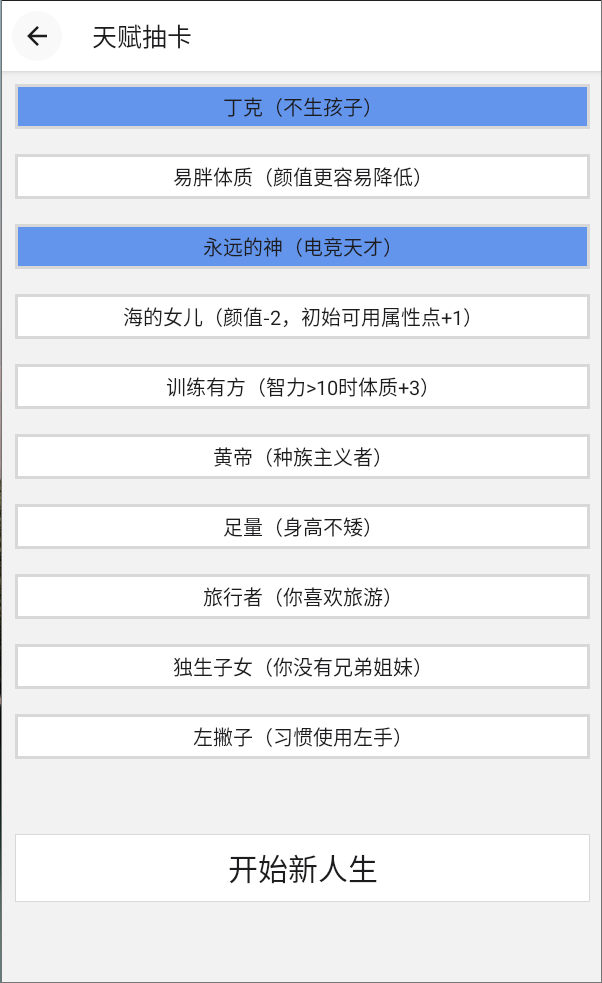 天赋抽卡
丁克（不生孩子）
易胖体质（颜值更容易降低）
永远的神（电竞天才）
海的女儿（颜值-2，初始可用属性点+1）
训练有方（智力>10时体质+3）
黄帝（种族主义者）
足量（身高不矮）
旅行者（你喜欢旅游）
独生子女（你没有兄弟姐妹）
左撇子（习惯使用左手）
开始新人生